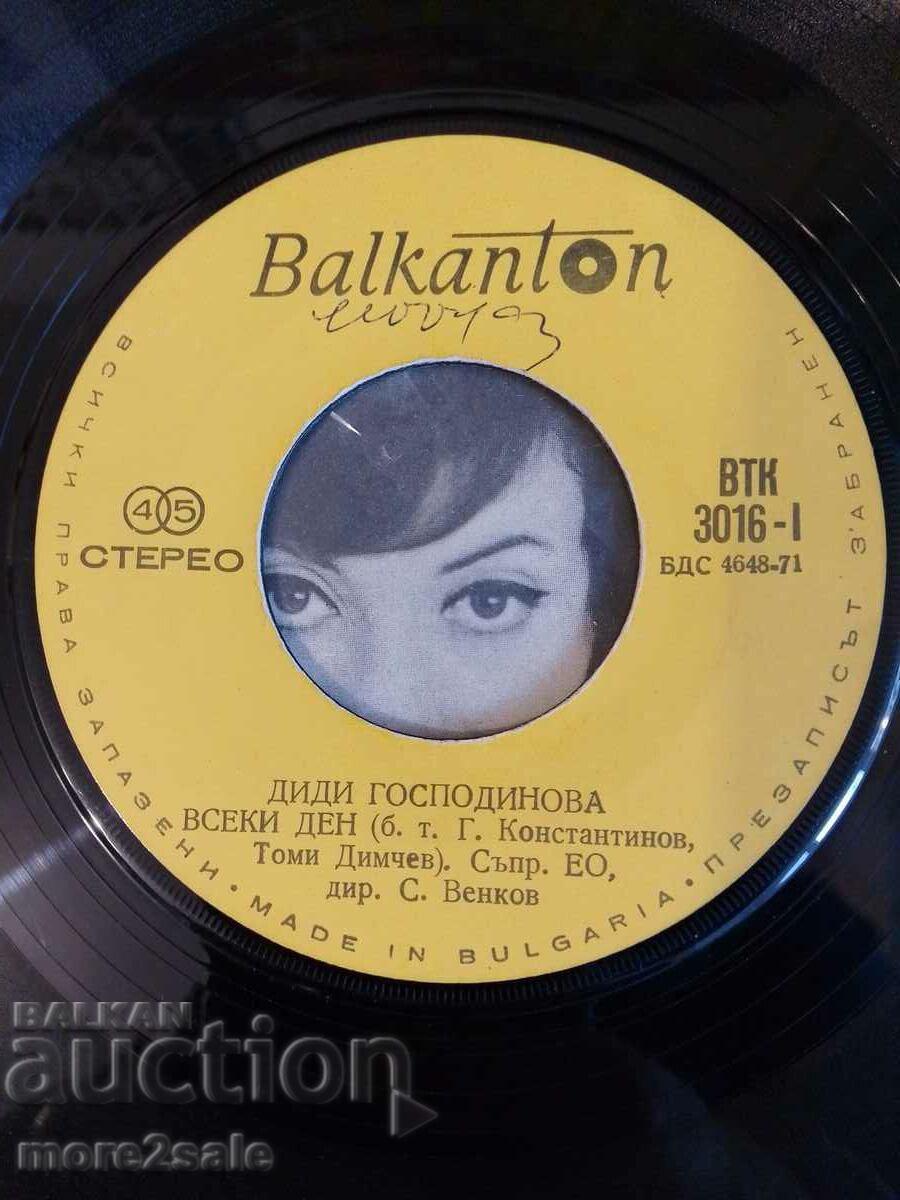 Balkanton
45
СТЕРЕО
ВТК
3016-I
БДС 4648-71
ДИДИ ГОСПОДИНОВА
ВСЕКИ ДЕН (б. т. Г. Константинов,
Томи Димчев). Съпр. ЕО,
дир. С. Венков
ВСИЧКИ ПРАВА ЗАПАЗЕНИ • MADE IN BULGARIA • ПРЕЗАПИСЪТ ЗАБРАНЕН
BALKAN
auction
more2sale